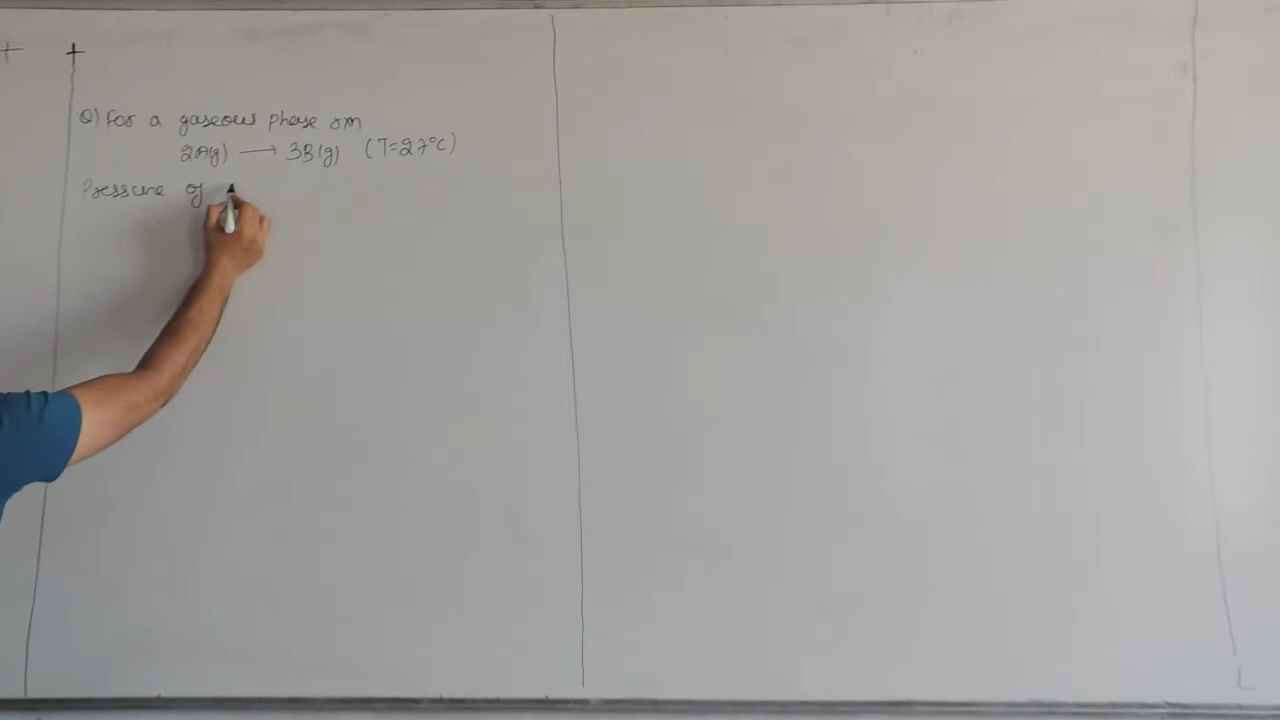 Q) For a gaseous phase rxn
2A(g) → 3B(g) (T=27°C)
Pressure of